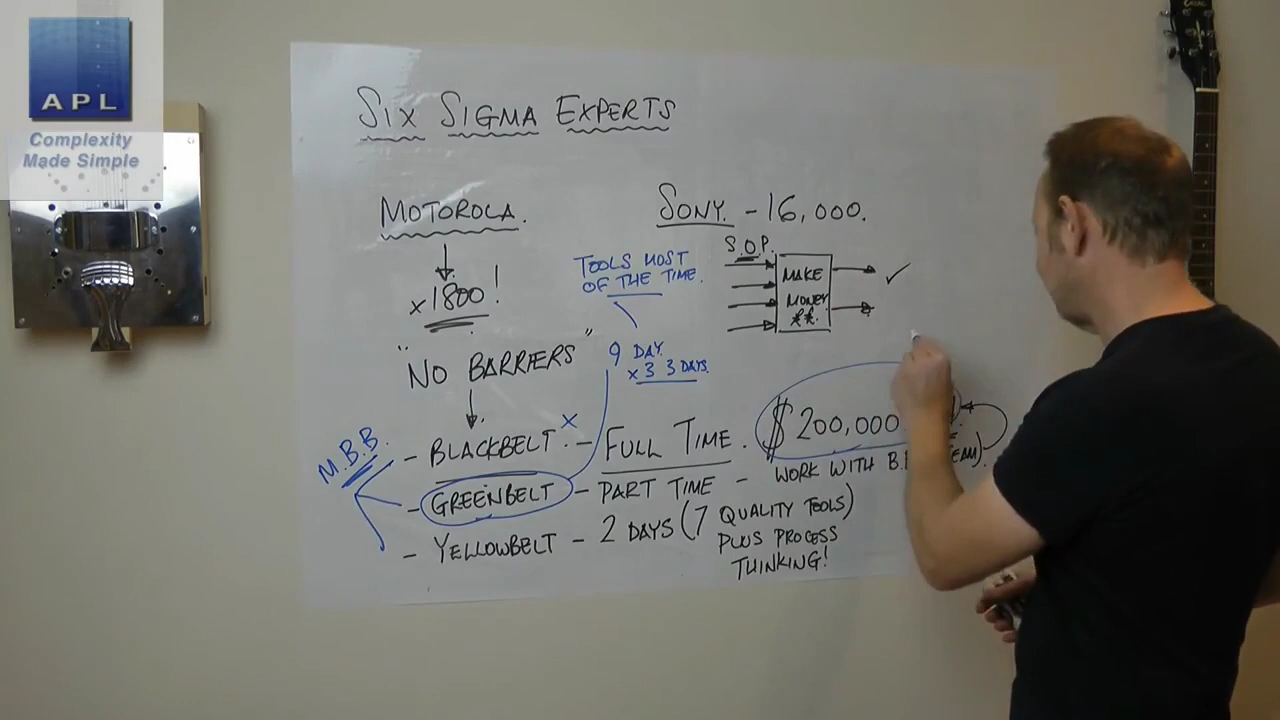 APL
Complexity
Made Simple
SIX SIGMA EXPERTS
MOTOROLA.
×1800!
"NO BARRIERS"
SONY. - 16,000.
S.O.P.
MAKE
MONEY
**.
TOOLS MOST
OF THE TIME.
9 DAY.
×3 3 DAYS.
M.B.B.
- BLACKBELT. × - FULL TIME. $200,000
- GREENBELT - PART TIME - WORK WITH
- YELLOWBELT - 2 DAYS (7 QUALITY TOOLS)
PLUS PROCESS
THINKING!